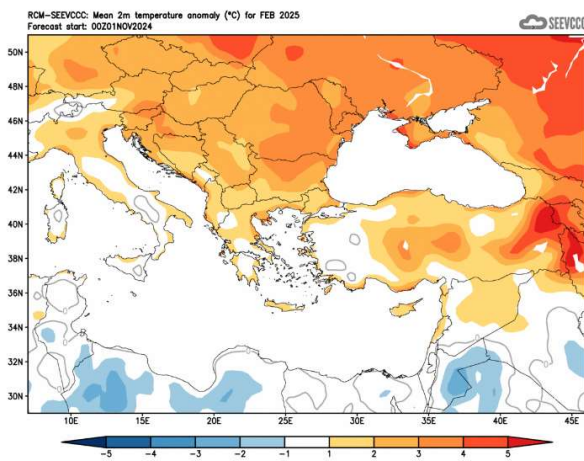 RCM-SEEVCCC: Mean 2m temperature anomaly (°C) for FEB 2025
Forecast start: 00Z01NOV2024
SEEVCCC
50N
48N
46N
44N
42N
40N
38N
36N
34N
32N
30N
10E 15E 20E 25E 30E 35E 40E 45E
-5 -4 -3 -2 -1 1 2 3 4 5